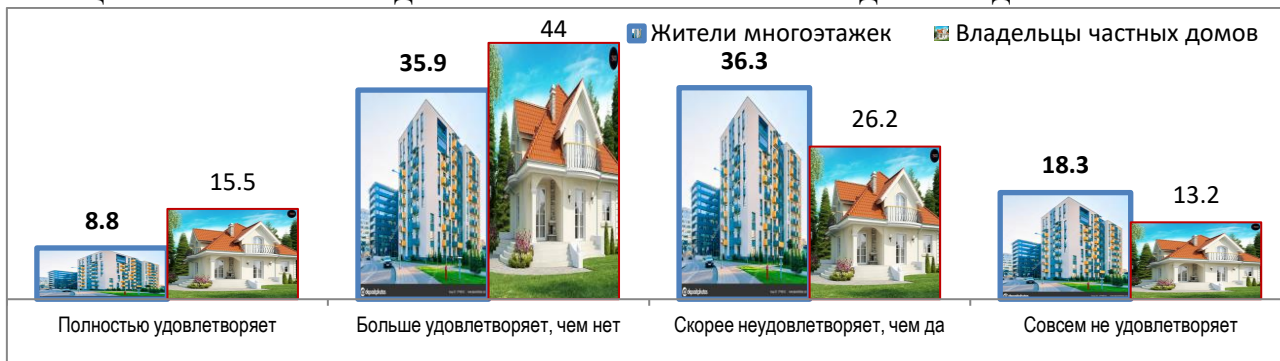 44
Жители многоэтажек
Владельцы частных домов
35.9
36.3
26.2
15.5
18.3
13.2
8.8
Полностью удовлетворяет
Больше удовлетворяет, чем нет
Скорее неудовлетворяет, чем да
Совсем не удовлетворяет